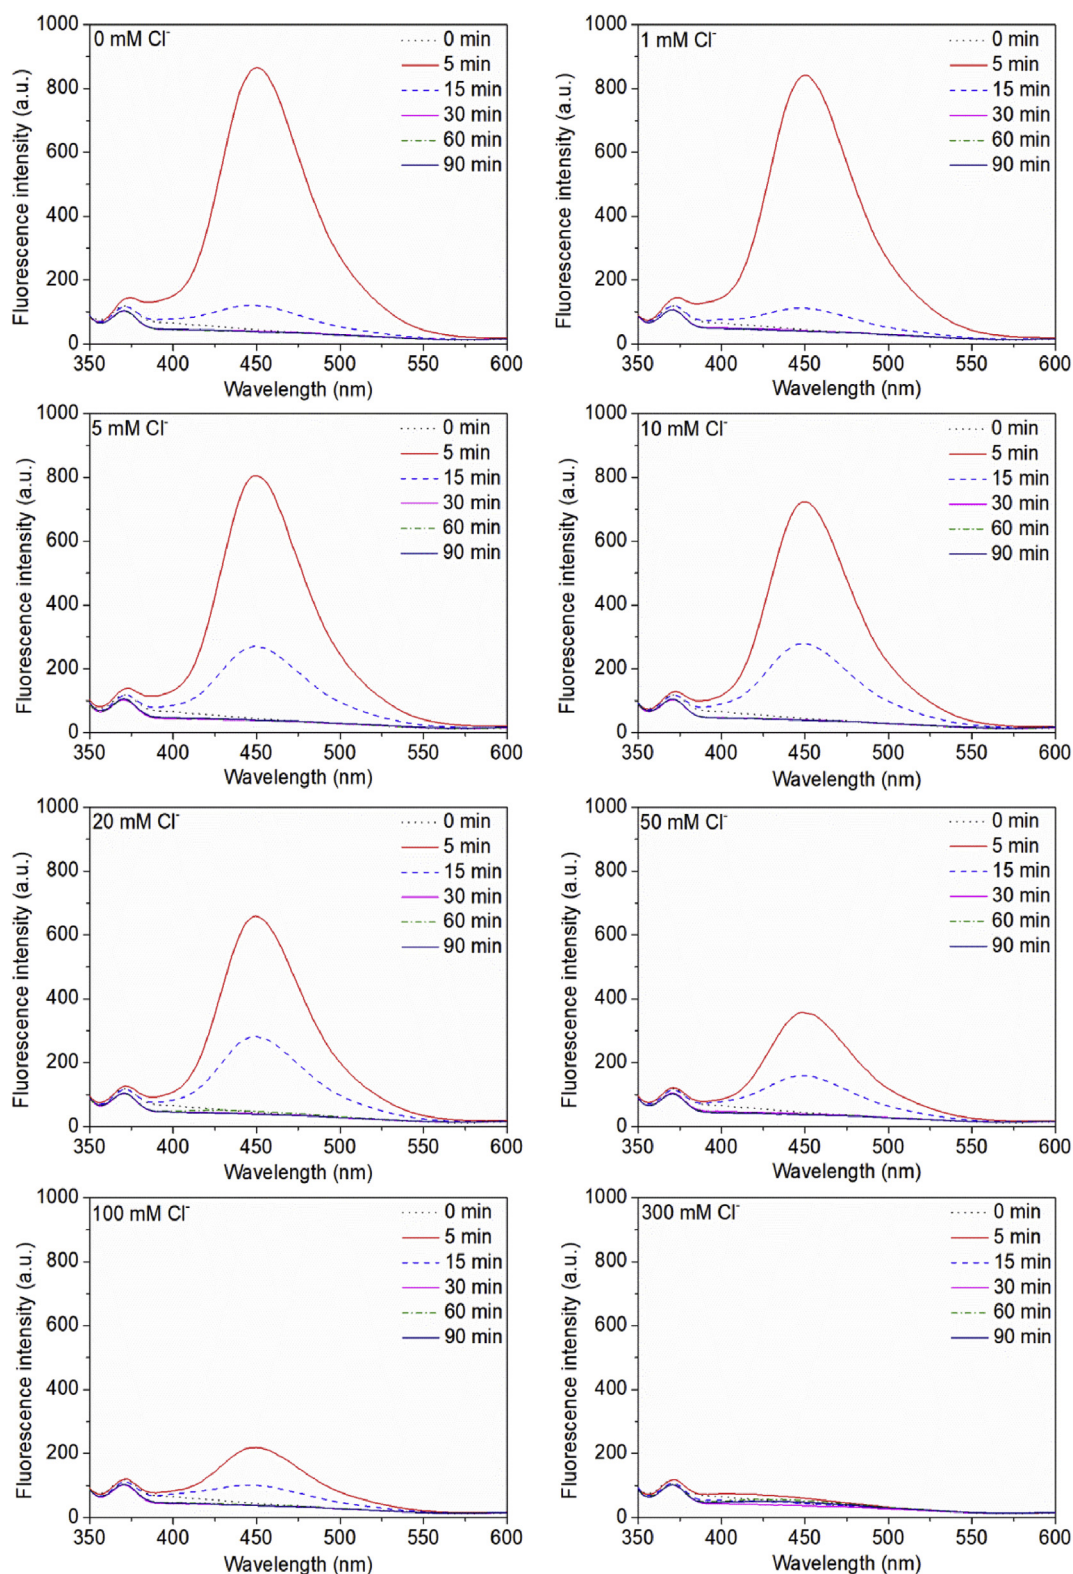 0 mM Cl⁻
0 min
5 min
15 min
30 min
60 min
90 min
1000
800
600
400
200
0
350 400 450 500 550 600
Fluorescence intensity (a.u.)
Wavelength (nm)
1 mM Cl⁻
0 min
5 min
15 min
30 min
60 min
90 min
1000
800
600
400
200
0
350 400 450 500 550 600
Fluorescence intensity (a.u.)
Wavelength (nm)
5 mM Cl⁻
0 min
5 min
15 min
30 min
60 min
90 min
1000
800
600
400
200
0
350 400 450 500 550 600
Fluorescence intensity (a.u.)
Wavelength (nm)
10 mM Cl⁻
0 min
5 min
15 min
30 min
60 min
90 min
1000
800
600
400
200
0
350 400 450 500 550 600
Fluorescence intensity (a.u.)
Wavelength (nm)
20 mM Cl⁻
0 min
5 min
15 min
30 min
60 min
90 min
1000
800
600
400
200
0
350 400 450 500 550 600
Fluorescence intensity (a.u.)
Wavelength (nm)
50 mM Cl⁻
0 min
5 min
15 min
30 min
60 min
90 min
1000
800
600
400
200
0
350 400 450 500 550 600
Fluorescence intensity (a.u.)
Wavelength (nm)
100 mM Cl⁻
0 min
5 min
15 min
30 min
60 min
90 min
1000
800
600
400
200
0
350 400 450 500 550 600
Fluorescence intensity (a.u.)
Wavelength (nm)
300 mM Cl⁻
0 min
5 min
15 min
30 min
60 min
90 min
1000
800
600
400
200
0
350 400 450 500 550 600
Fluorescence intensity (a.u.)
Wavelength (nm)